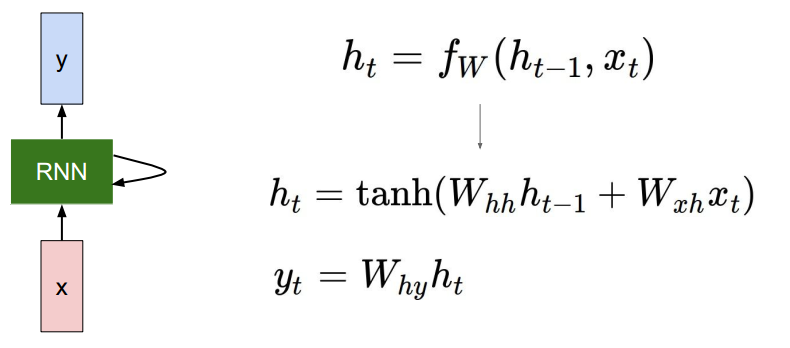 y
RNN
x
h_t = f_W(h_{t-1}, x_t)
h_t = tanh(W_{hh}h_{t-1} + W_{xh}x_t)
y_t = W_{hy}h_t